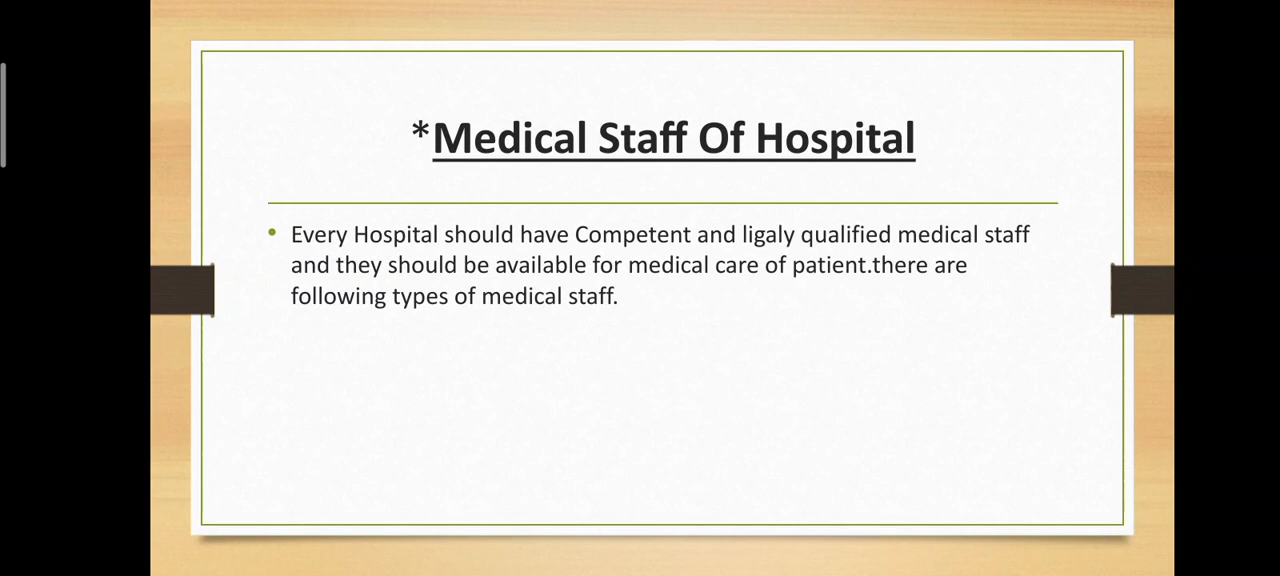 *Medical Staff Of Hospital
• Every Hospital should have Competent and ligaly qualified medical staff
and they should be available for medical care of patient.there are
following types of medical staff.